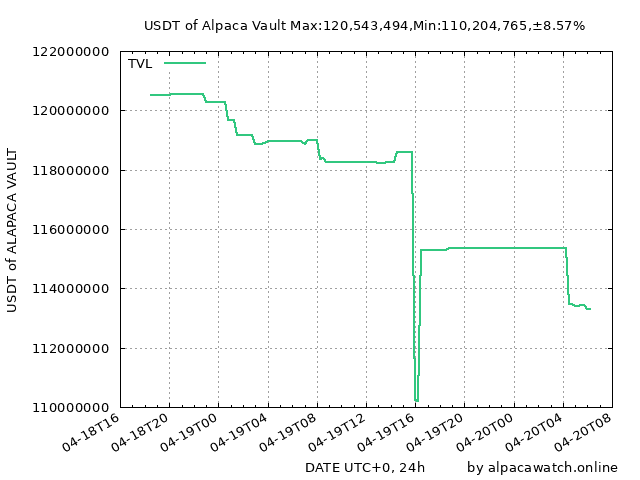 USDT of Alpaca Vault Max:120,543,494,Min:110,204,765,±8.57%
TVL
122000000
120000000
118000000
116000000
114000000
112000000
110000000
USDT of ALAPACA VAULT
04-18T16
04-18T20
04-19T00
04-19T04
04-19T08
04-19T12
04-19T16
04-19T20
04-20T00
04-20T04
04-20T08
DATE UTC+0, 24h
by alpacawatch.online